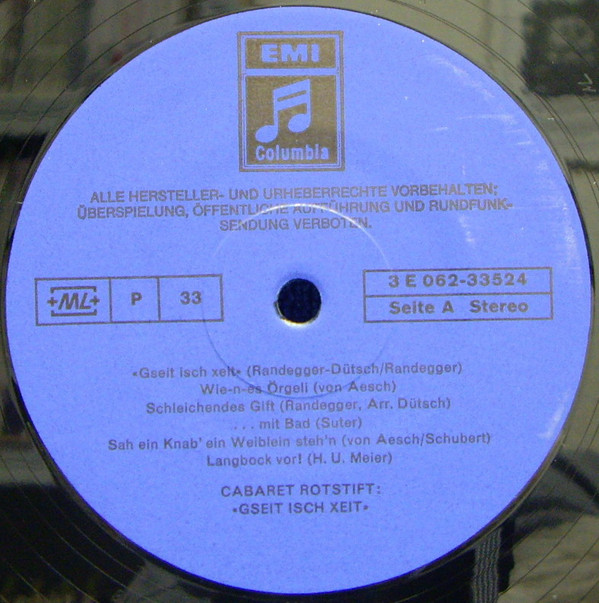 EMI
Columbia
ALLE HERSTELLER- UND URHEBERRECHTE VORBEHALTEN;
ÜBERSPIELUNG, ÖFFENTLICHE AUFFÜHRUNG UND RUNDFUNK-
SENDUNG VERBOTEN.
+ML+ P 33
3 E 062-33524
Seite A Stereo
«Gseit isch xeit» (Randegger-Dütsch/Randegger)
Wie-n-es Örgeli (von Aesch)
Schleichendes Gift (Randegger, Arr. Dütsch)
. . . mit Bad (Suter)
Sah ein Knab' ein Weiblein steh'n (von Aesch/Schubert)
Langbock vor! (H. U. Meier)
CABARET ROTSTIFT:
«GSEIT ISCH XEIT»